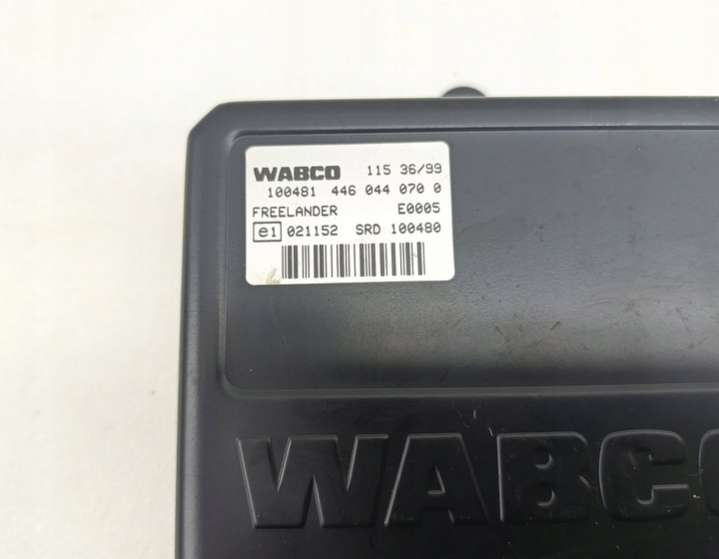 WABCO 115 36/99
100481 446 044 070 0
FREELANDER E0005
e1 021152 SRD 100480
WABCO